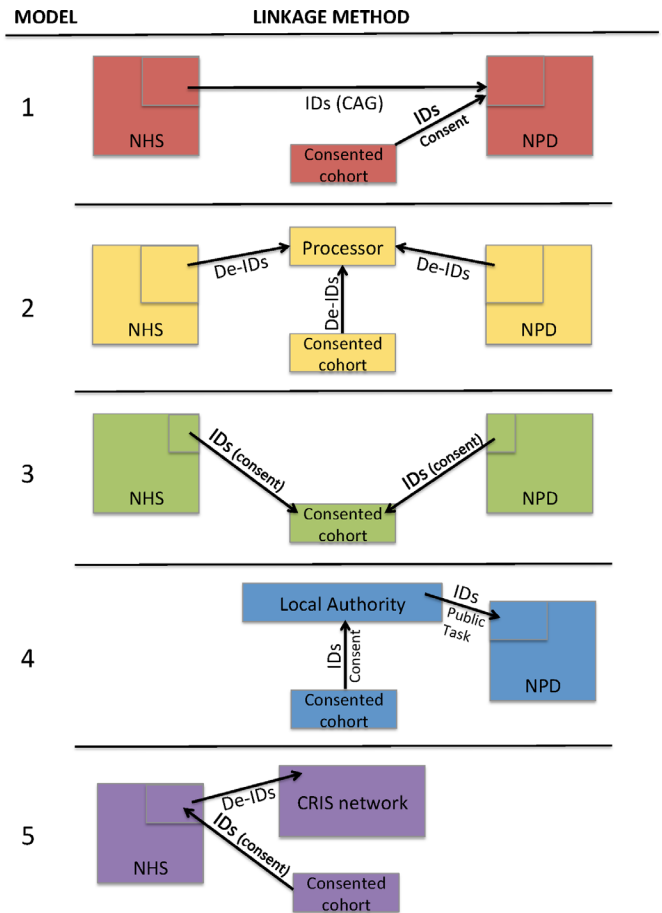 MODEL LINKAGE METHOD
1
NHS
IDs (CAG)
IDs
Consent
Consented
cohort
NPD
2
NHS
De-IDs
Processor
De-IDs
De-IDs
Consented
cohort
NPD
3
NHS
IDs (consent)
IDs (consent)
Consented
cohort
NPD
4
Local Authority
IDs
Public
Task
IDs
Consent
Consented
cohort
NPD
5
NHS
De-IDs
CRIS network
IDs (consent)
Consented
cohort